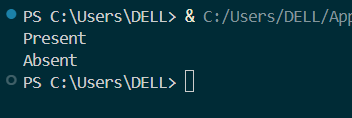 PS C:\Users\DELL> & C:/Users/DELL/App
Present
Absent
PS C:\Users\DELL>